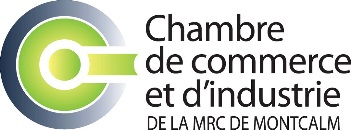 Chambre
de commerce
et d'industrie
DE LA MRC DE MONTCALM